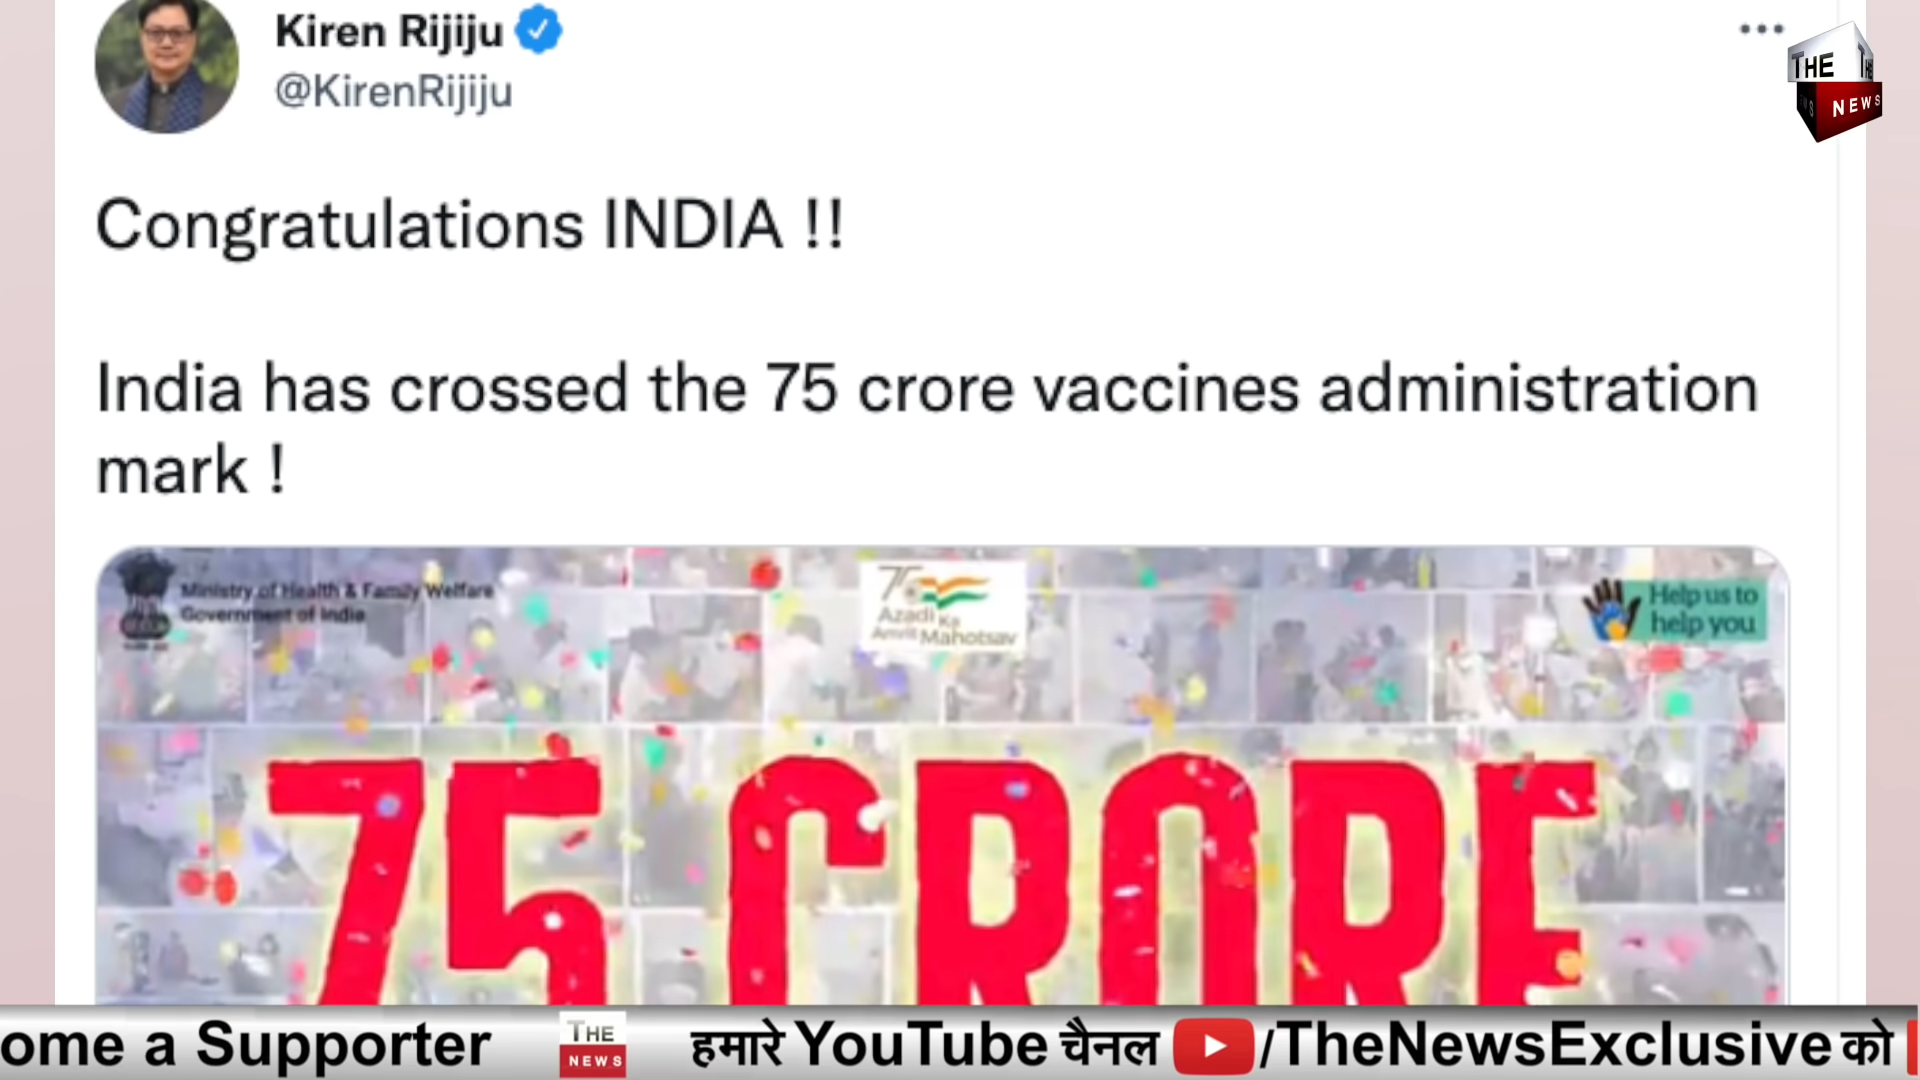 Kiren Rijiju
@KirenRijiju
THE
NEWS
Congratulations INDIA !!
India has crossed the 75 crore vaccines administration
mark !
Ministry of Health & Family Welfare
Government of India
75
Azadi Ka
Amrit Mahotsav
Help us to
help you
75 CRORE
ome a Supporter THE NEWS हमारे YouTube चैनल /TheNewsExclusive को